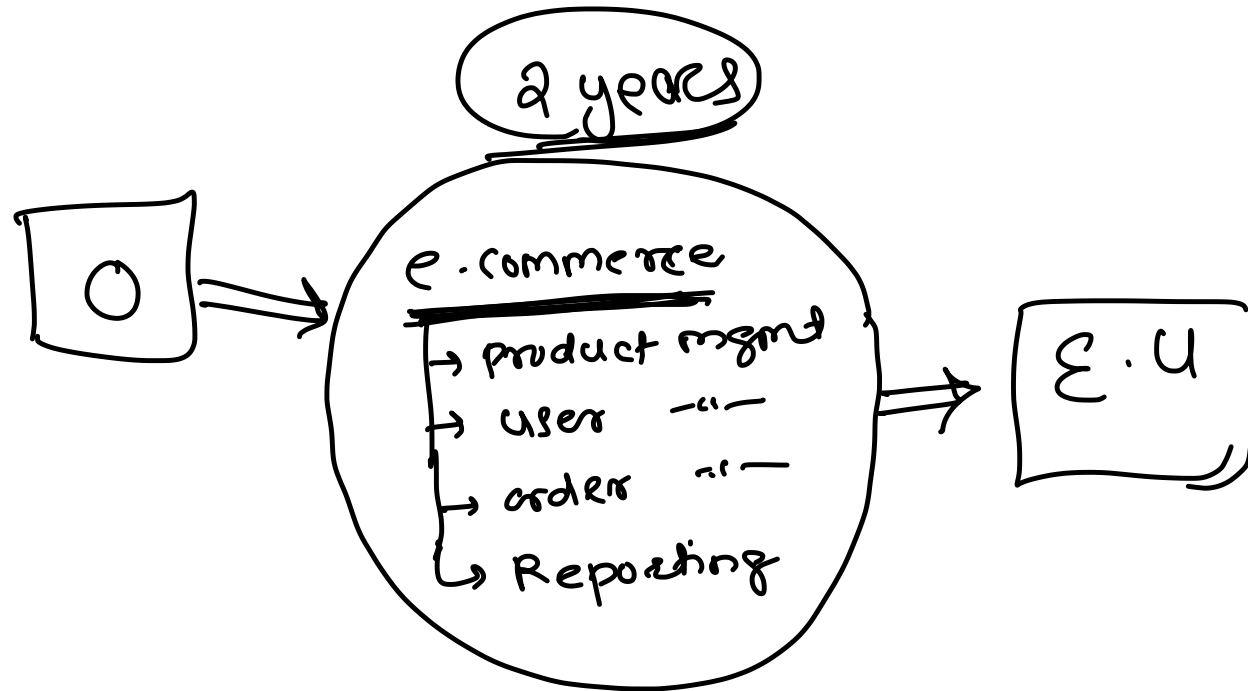 2 years
O
e.commerce
product mgmt
user —"—
order —"—
Reporting
E.U